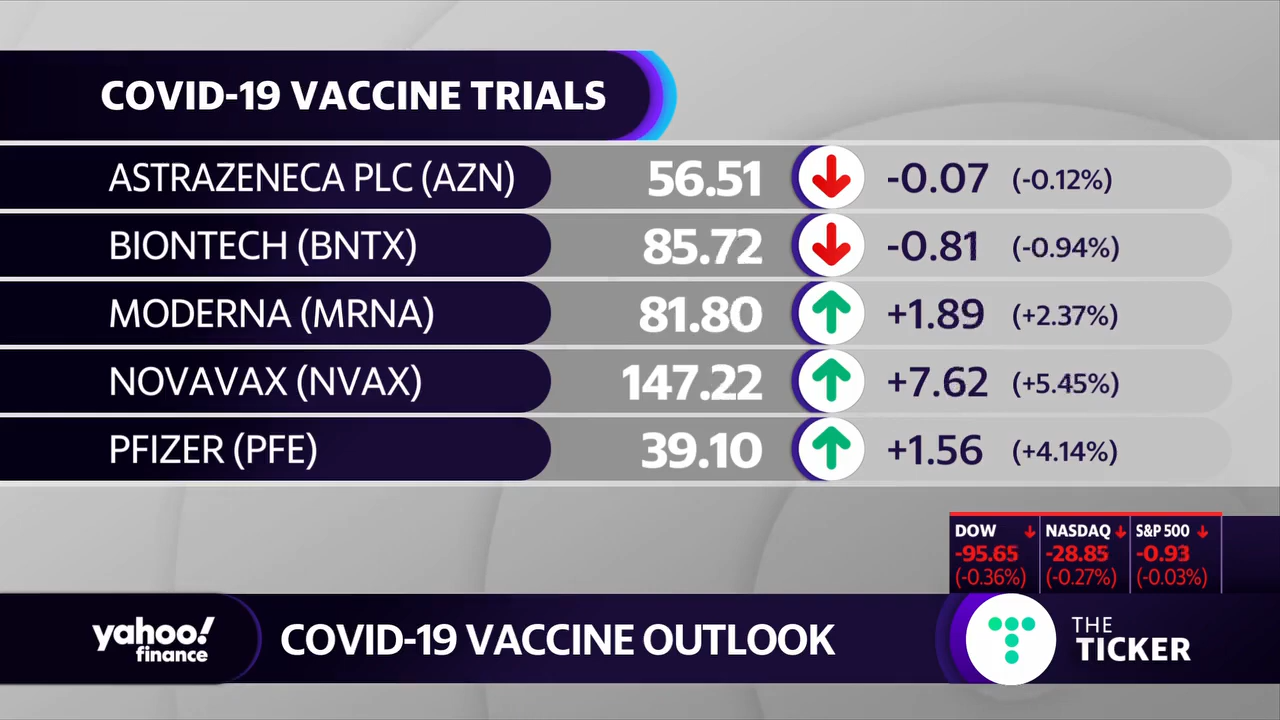 COVID-19 VACCINE TRIALS
ASTRAZENECA PLC (AZN) 56.51 -0.07 (-0.12%)
BIONTECH (BNTX) 85.72 -0.81 (-0.94%)
MODERNA (MRNA) 81.80 +1.89 (+2.37%)
NOVAVAX (NVAX) 147.22 +7.62 (+5.45%)
PFIZER (PFE) 39.10 +1.56 (+4.14%)
DOW NASDAQ S&P 500
-95.65 -28.85 -0.93
(-0.36%) (-0.27%) (-0.03%)
yahoo!
finance
COVID-19 VACCINE OUTLOOK
THE
TICKER